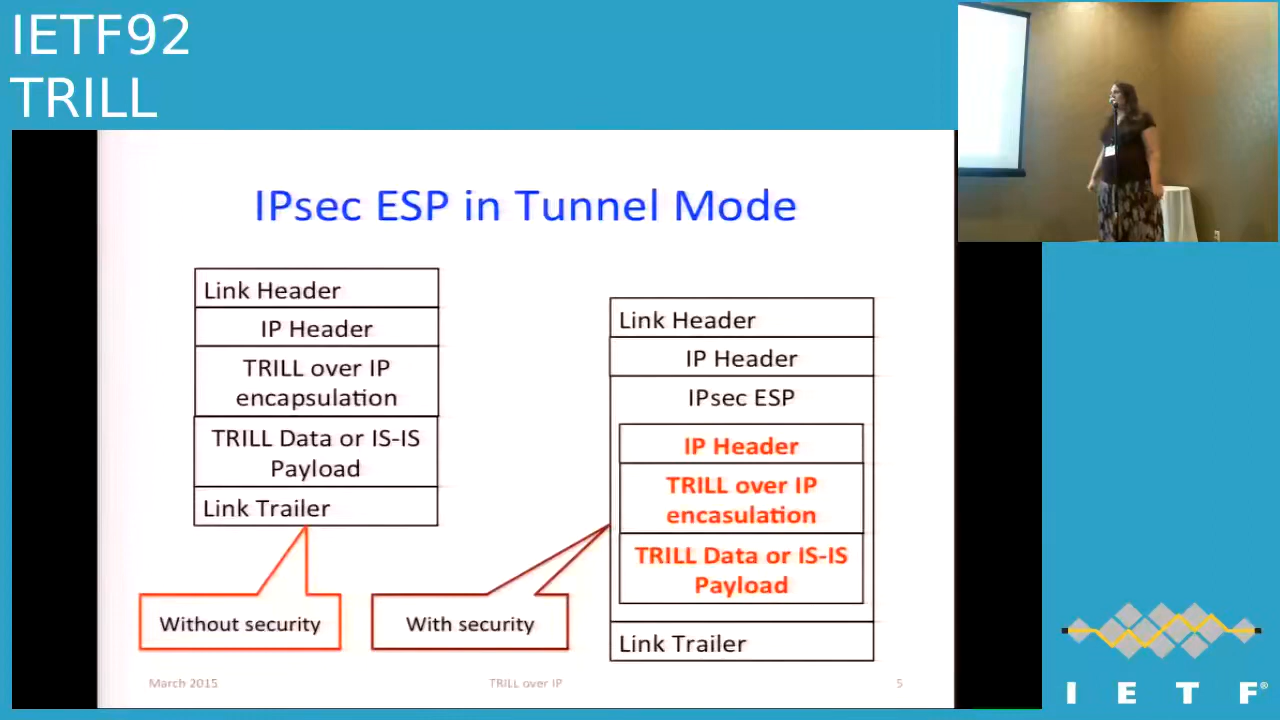 IETF92
TRILL
IPsec ESP in Tunnel Mode
Link Header
IP Header
TRILL over IP
encapsulation
TRILL Data or IS-IS
Payload
Link Trailer
Without security
With security
Link Header
IP Header
IPsec ESP
IP Header
TRILL over IP
encasulation
TRILL Data or IS-IS
Payload
Link Trailer
March 2015
TRILL over IP
5
I E T F®